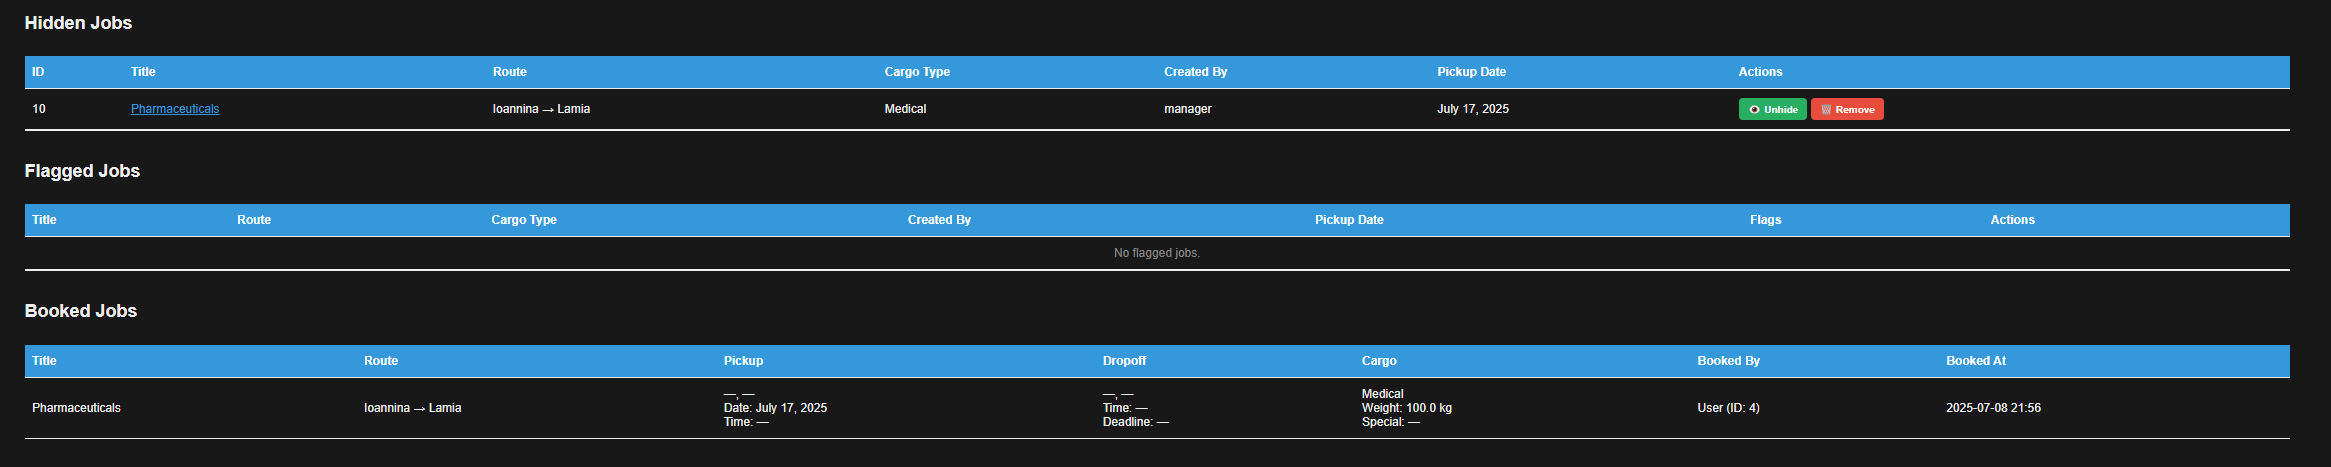 Hidden Jobs
ID Title Route Cargo Type Created By Pickup Date Actions
10 Pharmaceuticals Ioannina → Lamia Medical manager July 17, 2025 Unhide Remove
Flagged Jobs
Title Route Cargo Type Created By Pickup Date Flags Actions
No flagged jobs.
Booked Jobs
Title Route Pickup Dropoff Cargo Booked By Booked At
Pharmaceuticals Ioannina → Lamia —, — —, — Medical User (ID: 4) 2025-07-08 21:56
Date: July 17, 2025 Time: — Weight: 100.0 kg
Time: — Deadline: — Special: —